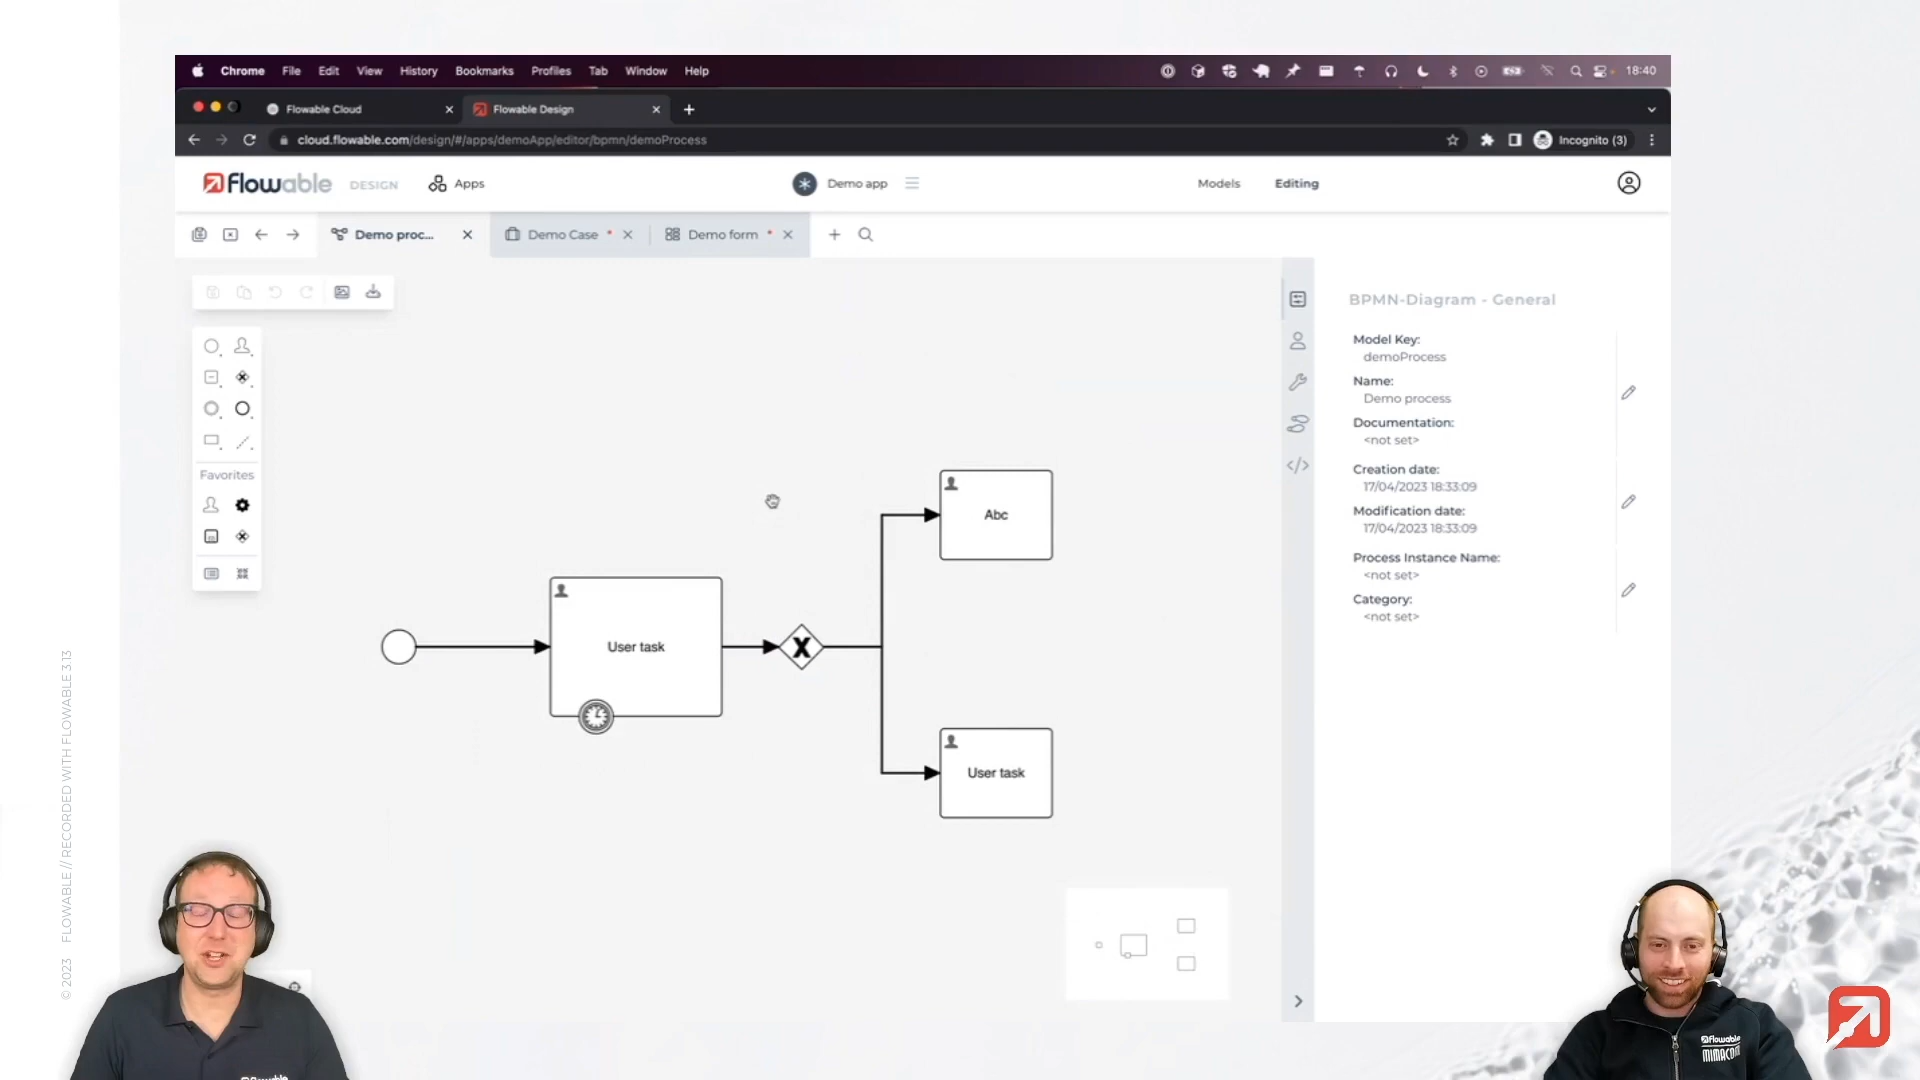 Chrome File Edit View History Bookmarks Profiles Tab Window Help 18:40
Flowable Cloud Flowable Design
cloud.flowable.com/design/#/apps/demoApp/editor/bpmn/demoProcess Incognito (3)
flowable DESIGN Apps Demo app Models Editing
Demo proc... Demo Case * Demo form *
BPMN-Diagram - General
Model Key:
demoProcess
Name:
Demo process
Documentation:
<not set>
Creation date:
17/04/2023 18:33:09
Modification date:
17/04/2023 18:33:09
Process Instance Name:
<not set>
Category:
<not set>
Favorites
Abc
User task
X
User task
© 2023 FLOWABLE // RECORDED WITH FLOWABLE 3.13
flowable
flowable
MIMACOM